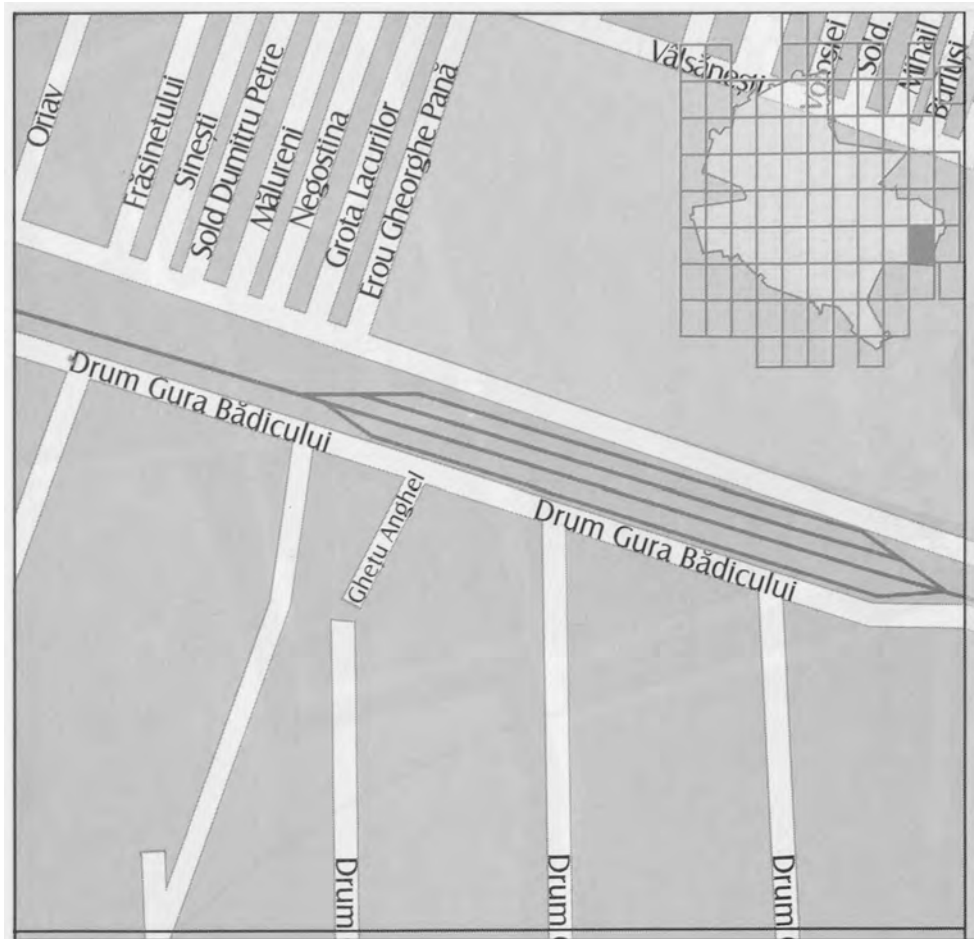 Oriav
Frăsinetului
Sinești
Sold Dumitru Petre
Mălureni
Negostina
Grota Lacurilor
Erou Gheorghe Pană
Vâlsănești
Sold.
Mihail
Drum Gura Bădicului
Ghețu Anghel
Drum Gura Bădicului
Drum
Drum
Drum